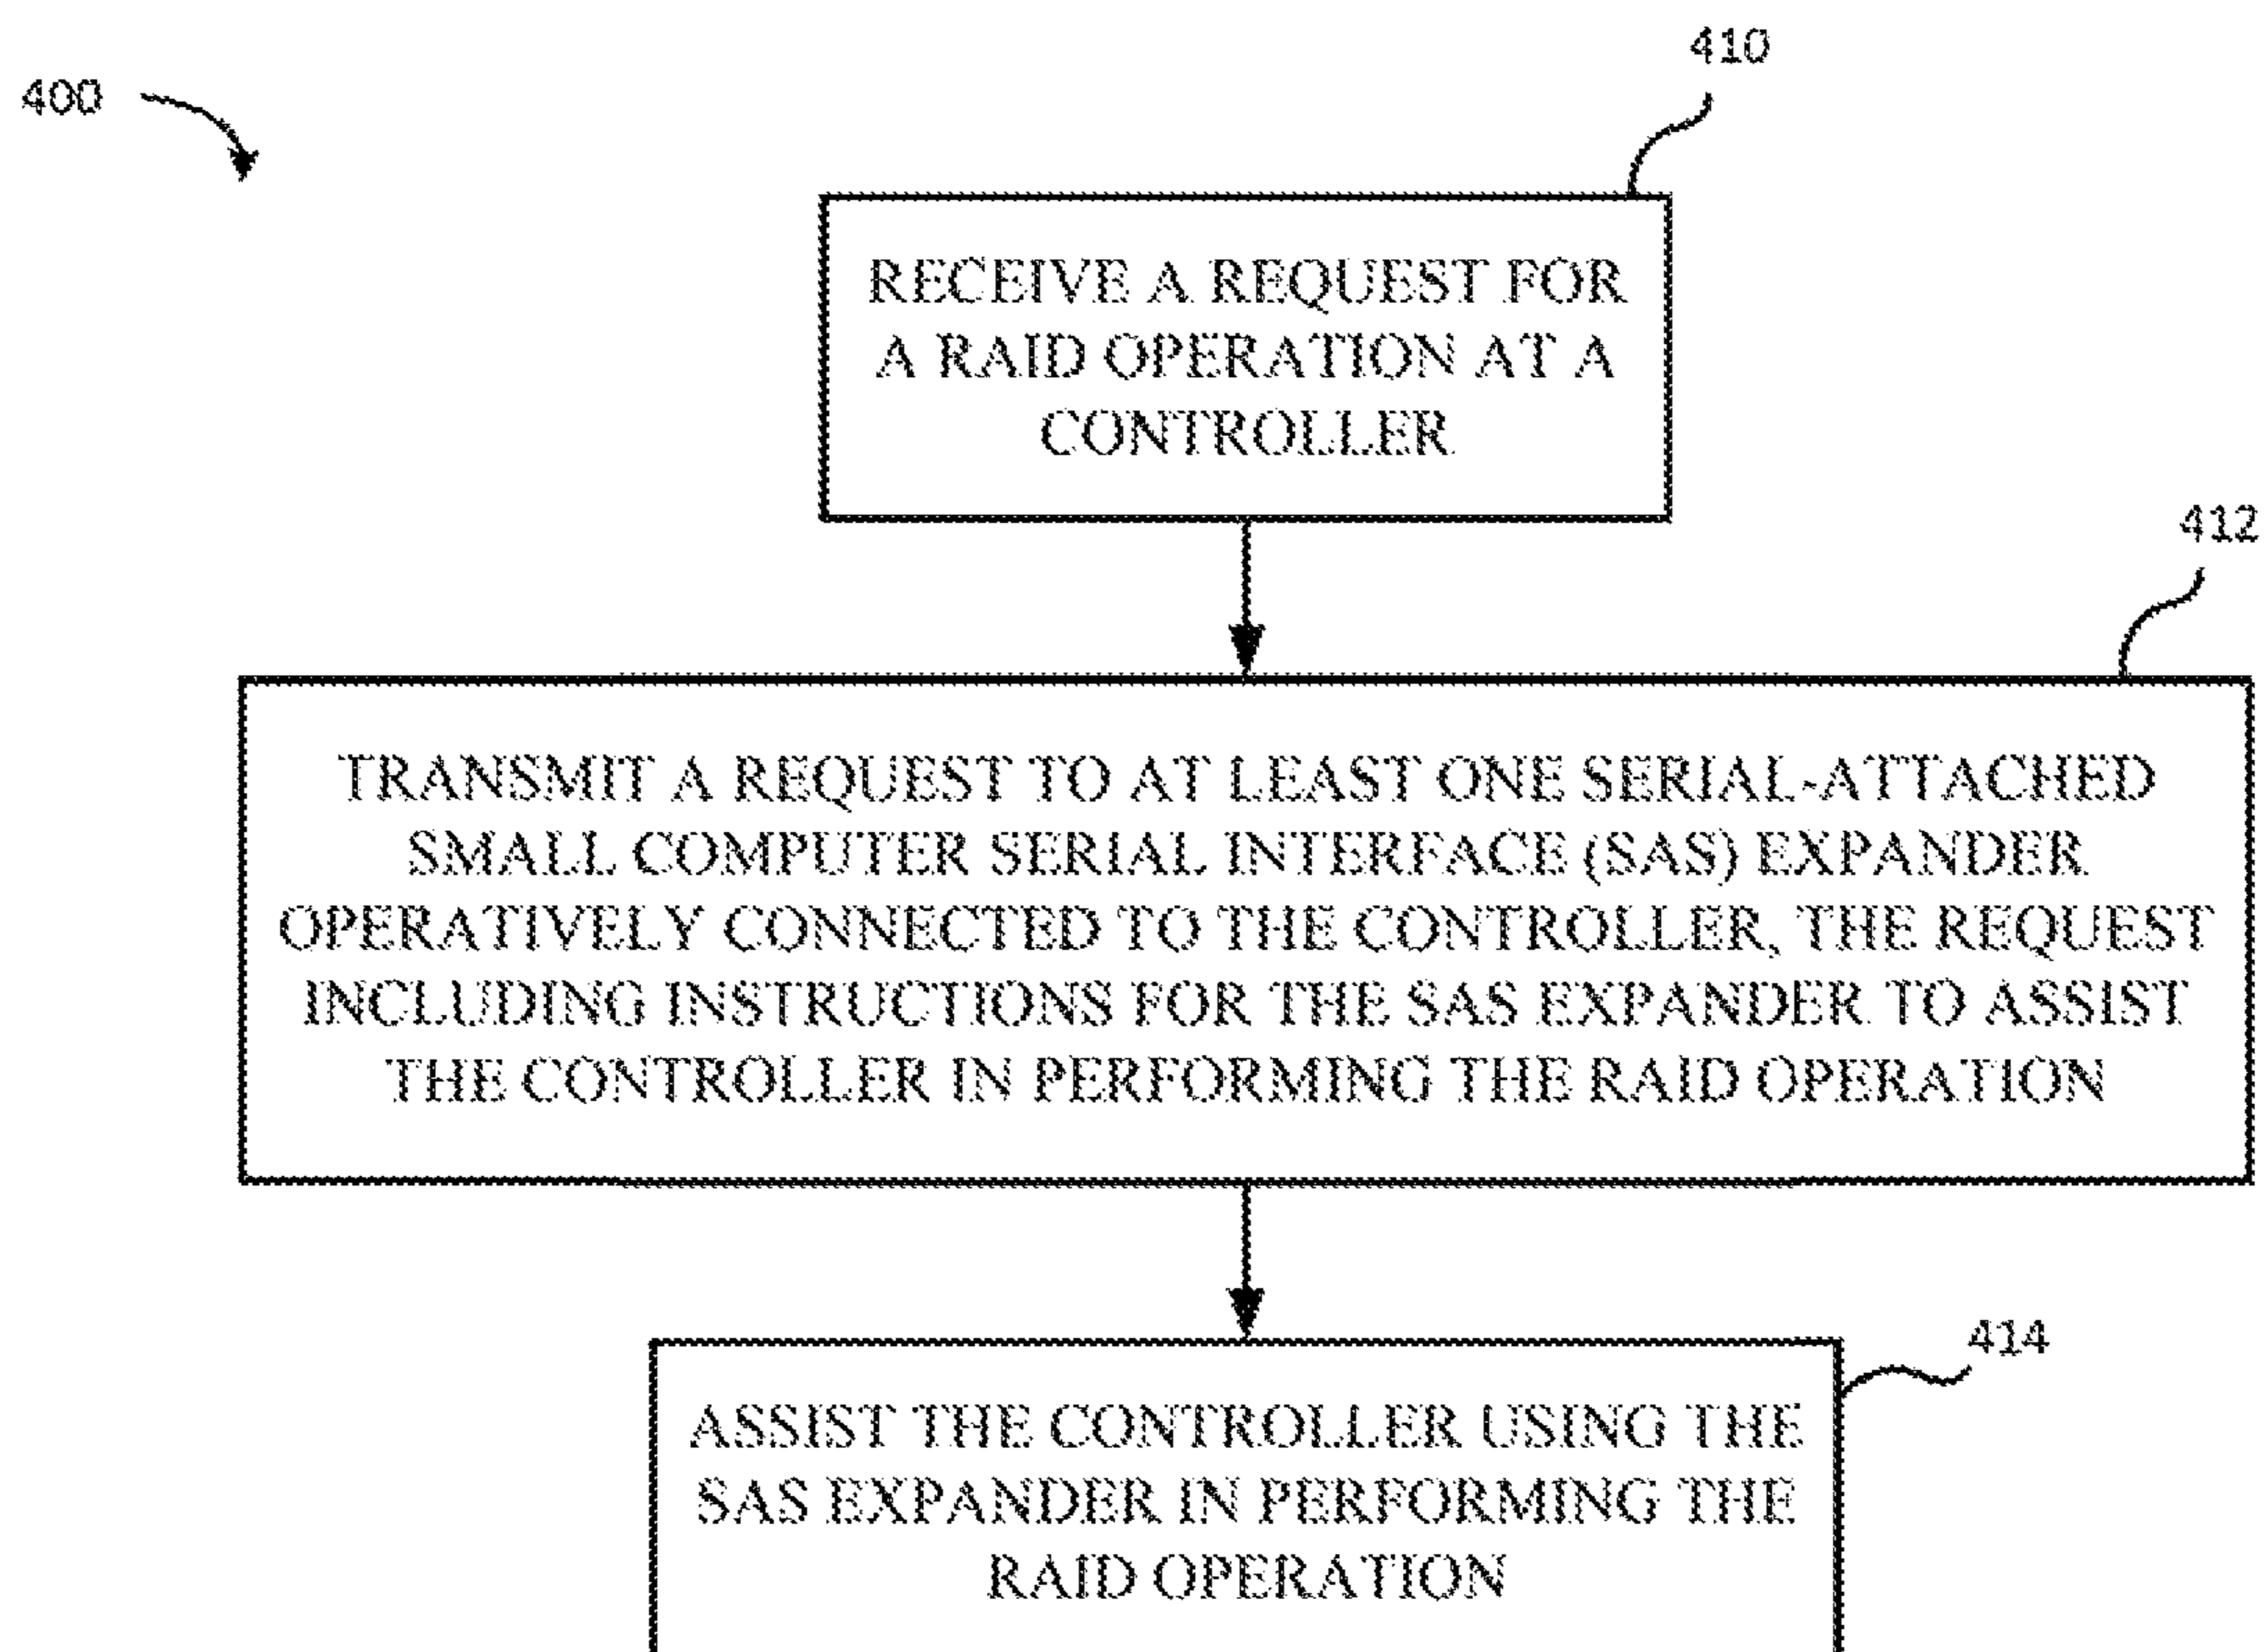 400
410
RECEIVE A REQUEST FOR
A RAID OPERATION AT A
CONTROLLER
412
TRANSMIT A REQUEST TO AT LEAST ONE SERIAL-ATTACHED
SMALL COMPUTER SERIAL INTERFACE (SAS) EXPANDER
OPERATIVELY CONNECTED TO THE CONTROLLER, THE REQUEST
INCLUDING INSTRUCTIONS FOR THE SAS EXPANDER TO ASSIST
THE CONTROLLER IN PERFORMING THE RAID OPERATION
414
ASSIST THE CONTROLLER USING THE
SAS EXPANDER IN PERFORMING THE
RAID OPERATION